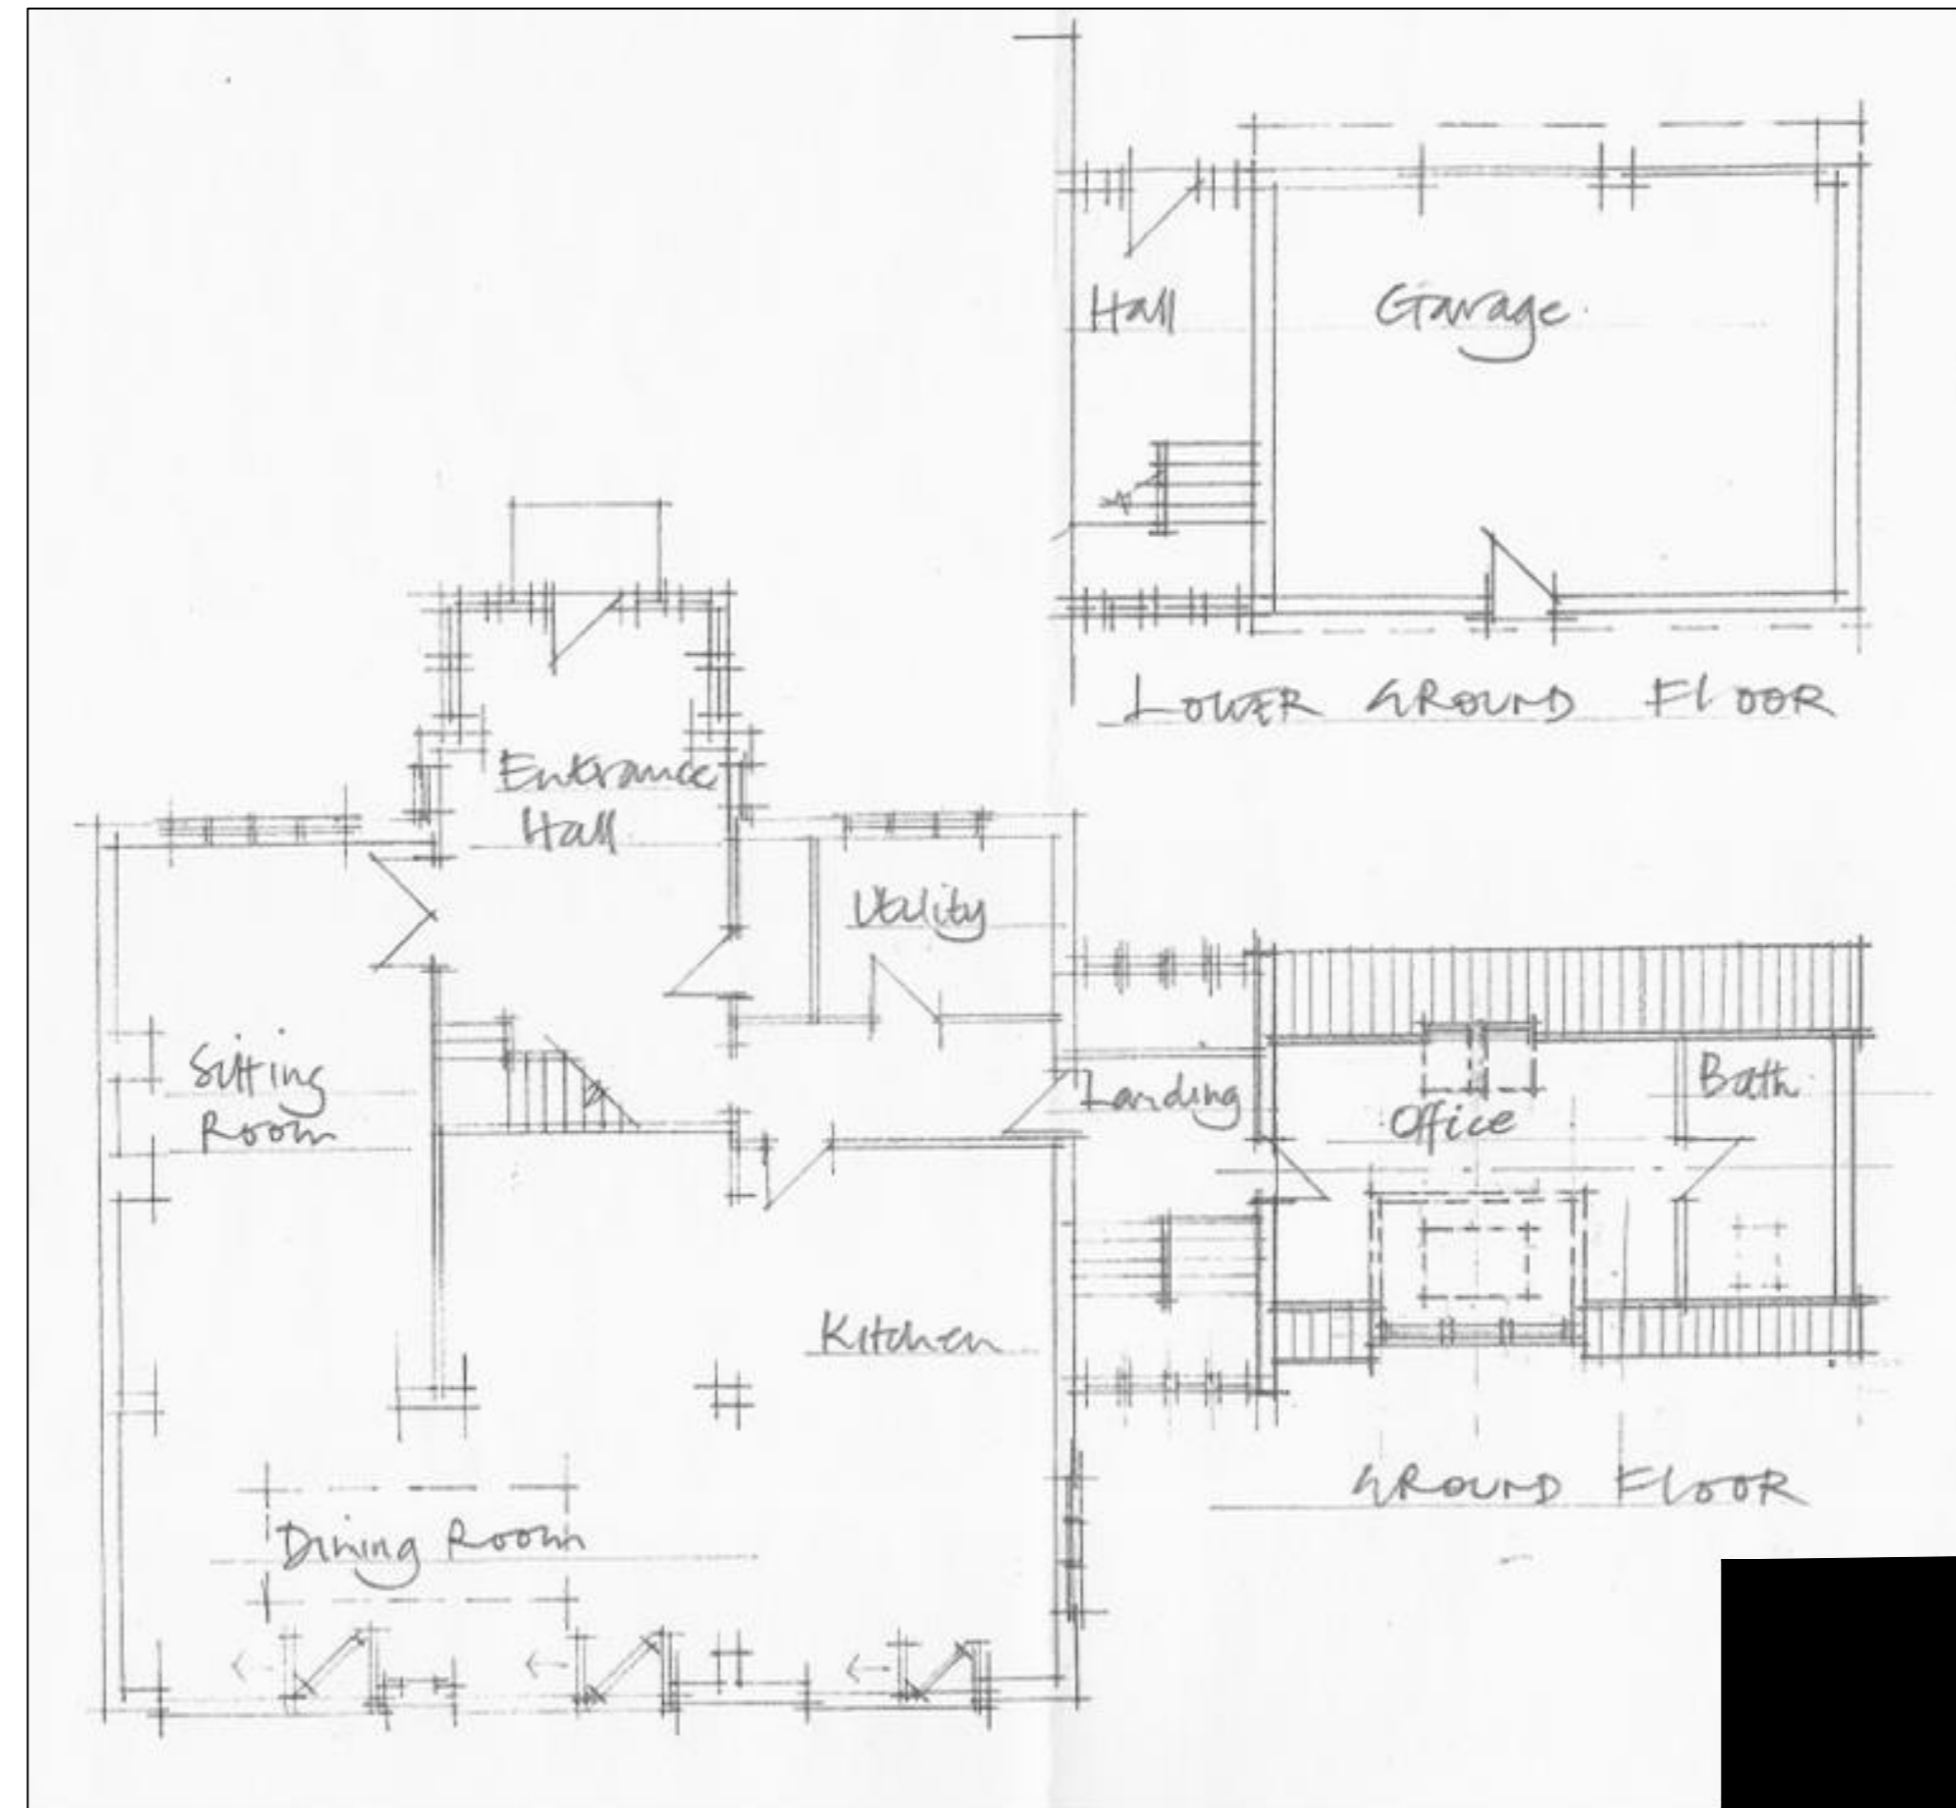 Hall
Garage
LOWER GROUND FLOOR
Entrance
Hall
Utility
Sitting
Room
Landing
Office
Bath
Kitchen
Dining Room
GROUND FLOOR